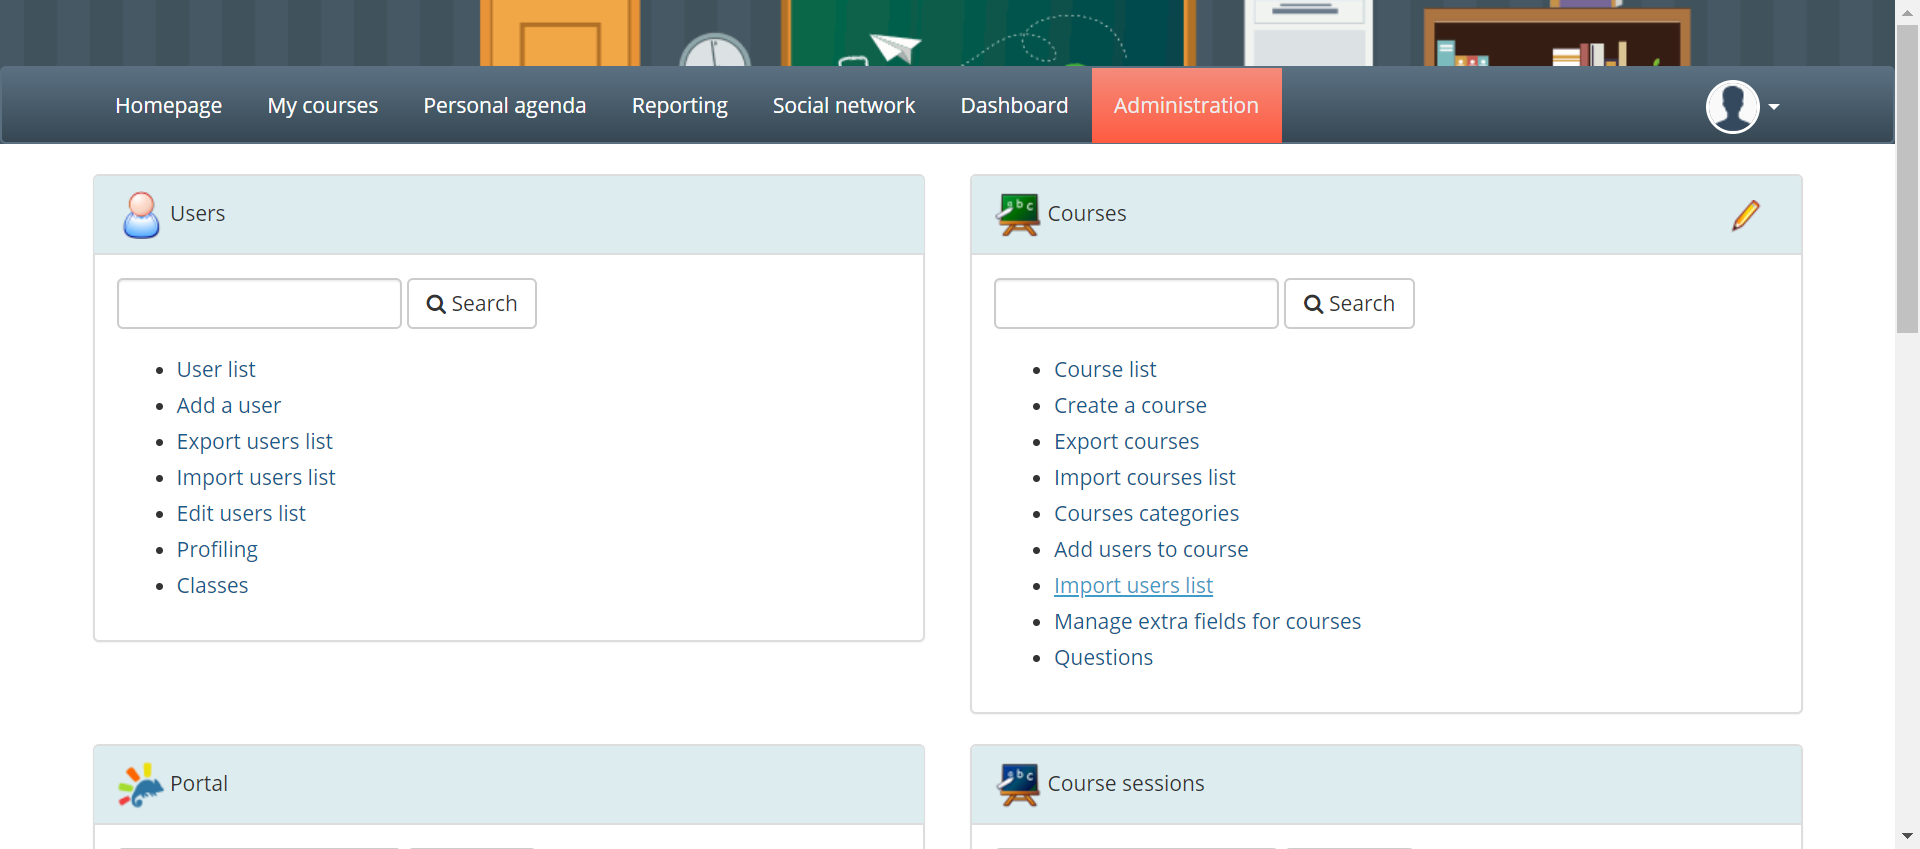 Homepage My courses Personal agenda Reporting Social network Dashboard Administration
Users
Search
User list
Add a user
Export users list
Import users list
Edit users list
Profiling
Classes
abc
Courses
Search
Course list
Create a course
Export courses
Import courses list
Courses categories
Add users to course
Import users list
Manage extra fields for courses
Questions
Portal
abc
Course sessions